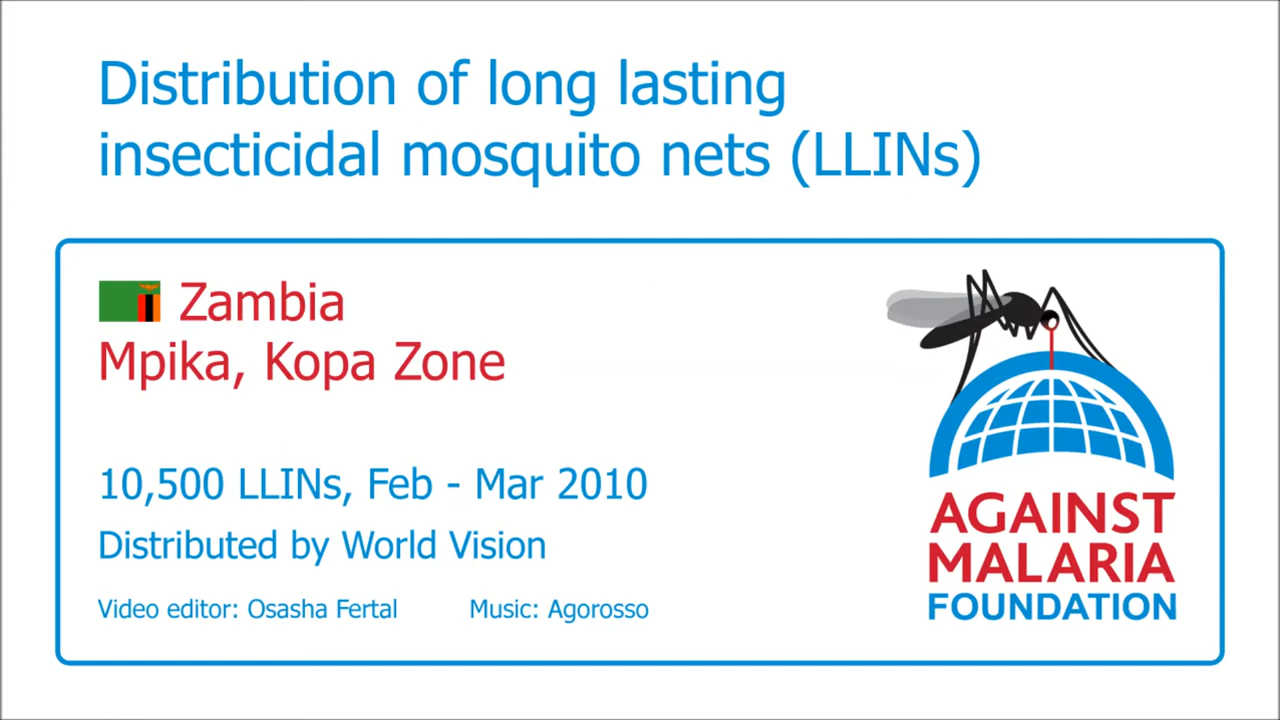 Distribution of long lasting
insecticidal mosquito nets (LLINs)
Zambia
Mpika, Kopa Zone
10,500 LLINs, Feb - Mar 2010
Distributed by World Vision
Video editor: Osasha Fertal Music: Agorosso
AGAINST
MALARIA
FOUNDATION